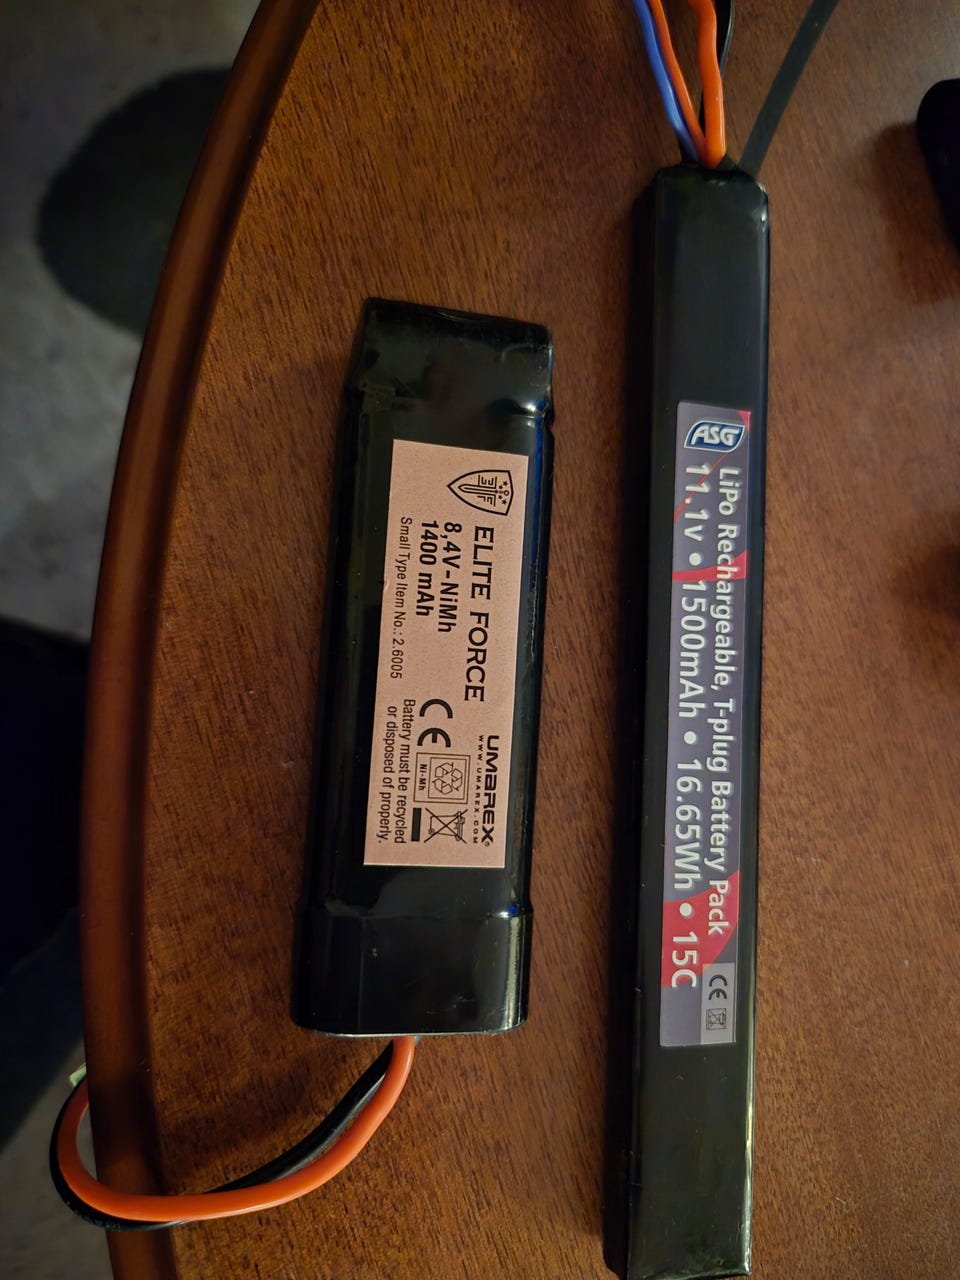 ELITE FORCE
8,4V-NiMh
1400 mAh
Small Type Item No.: 2.6005
UMAREX®
WWW.UMAREX.COM
CE
Ni-Mh
Battery must be recycled
or disposed of properly.
ASG
LiPo Rechargeable, T-plug Battery Pack
11.1v • 1500mAh • 16.65Wh • 15C
CE